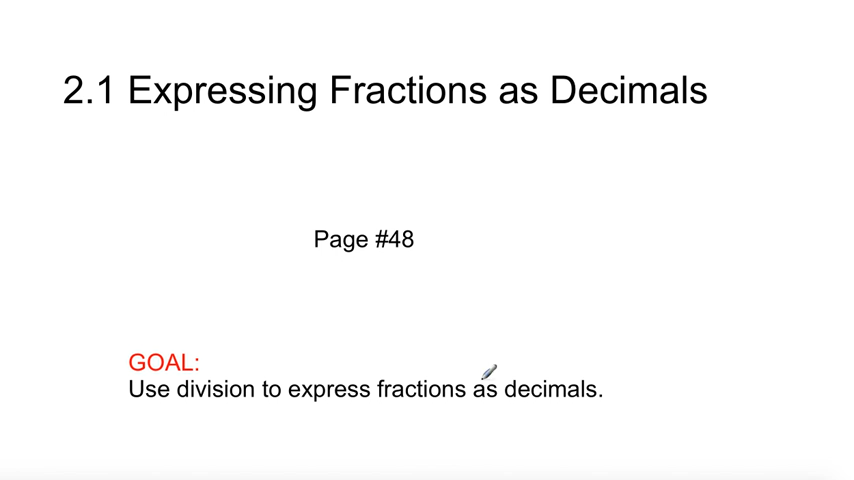 2.1 Expressing Fractions as Decimals
Page #48
GOAL:
Use division to express fractions as decimals.